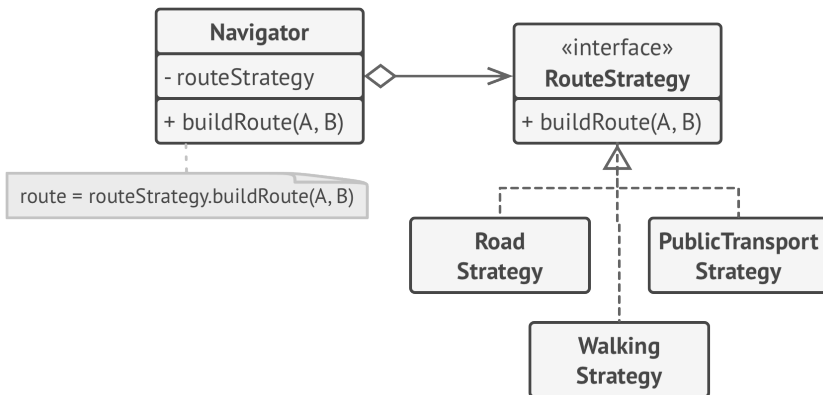 Navigator
- routeStrategy
+ buildRoute(A, B)
route = routeStrategy.buildRoute(A, B)
«interface»
RouteStrategy
+ buildRoute(A, B)
Road
Strategy
PublicTransport
Strategy
Walking
Strategy